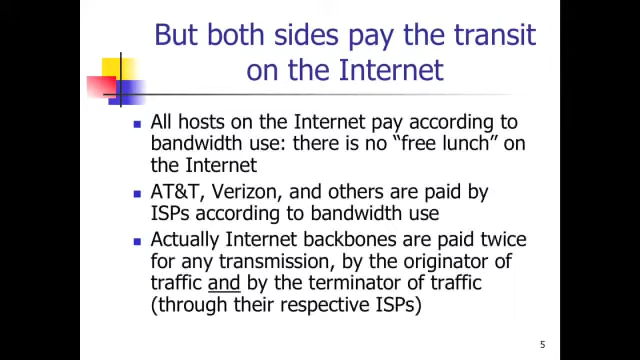 But both sides pay the transit
on the Internet
All hosts on the Internet pay according to
bandwidth use: there is no “free lunch” on
the Internet
AT&T, Verizon, and others are paid by
ISPs according to bandwidth use
Actually Internet backbones are paid twice
for any transmission, by the originator of
traffic and by the terminator of traffic
(through their respective ISPs)
5